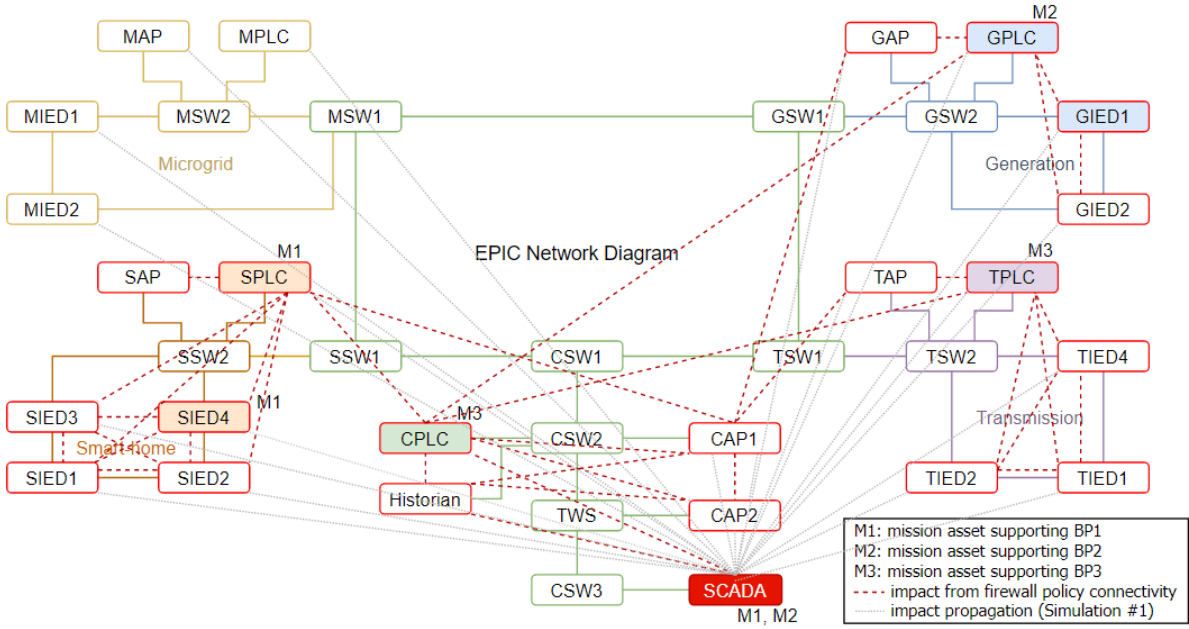 M2
MAP
MPLC
GAP
GPLC
MIED1
MSW2
MSW1
GSW1
GSW2
GIED1
Microgrid
Generation
MIED2
GIED2
EPIC Network Diagram
M1
M3
SAP
SPLC
TAP
TPLC
SSW2
SSW1
CSW1
TSW1
TSW2
TIED4
M1
M3
SIED3
SIED4
Transmission
CPLC
CSW2
CAP1
Smart-home
SIED1
SIED2
TIED2
TIED1
Historian
TWS
CAP2
M1: mission asset supporting BP1
M2: mission asset supporting BP2
M3: mission asset supporting BP3
impact from firewall policy connectivity
impact propagation (Simulation #1)
CSW3
SCADA
M1, M2